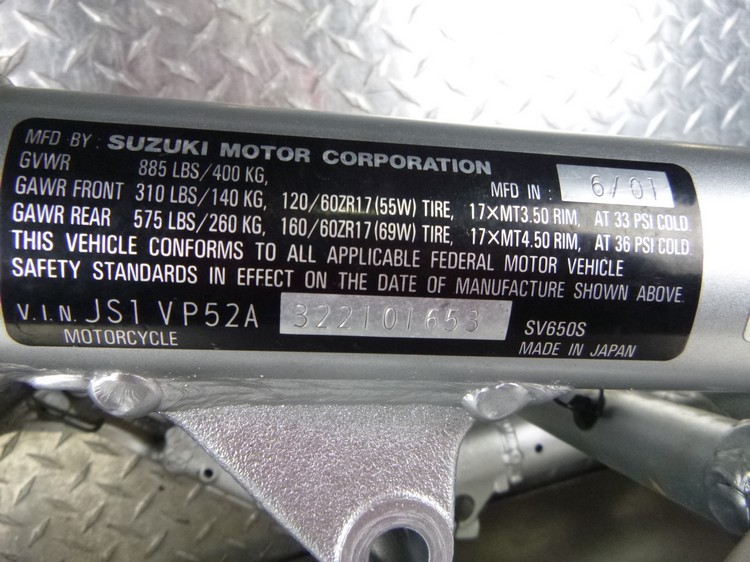 MFD BY: SUZUKI MOTOR CORPORATION
GVWR 885 LBS/400 KG, MFD IN : 6/01
GAWR FRONT 310 LBS/140 KG, 120/60ZR17(55W) TIRE, 17×MT3.50 RIM, AT 33 PSI COLD.
GAWR REAR 575 LBS/260 KG, 160/60ZR17(69W) TIRE, 17×MT4.50 RIM, AT 36 PSI COLD.
THIS VEHICLE CONFORMS TO ALL APPLICABLE FEDERAL MOTOR VEHICLE
SAFETY STANDARDS IN EFFECT ON THE DATE OF MANUFACTURE SHOWN ABOVE.
V.I.N. JS1VP52A 322101653 SV650S
MOTORCYCLE MADE IN JAPAN